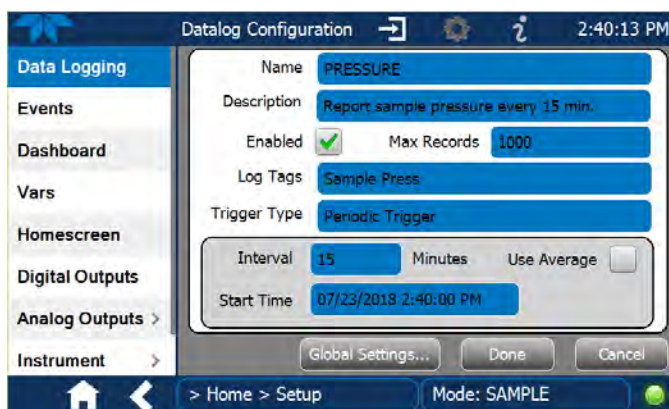 Datalog Configuration 2:40:13 PM
Data Logging
Events
Dashboard
Vars
Homescreen
Digital Outputs
Analog Outputs >
Instrument >
Name PRESSURE
Description Report sample pressure every 15 min.
Enabled Max Records 1000
Log Tags Sample Press
Trigger Type Periodic Trigger
Interval 15 Minutes Use Average
Start Time 07/23/2018 2:40:00 PM
Global Settings... Done Cancel
> Home > Setup Mode: SAMPLE